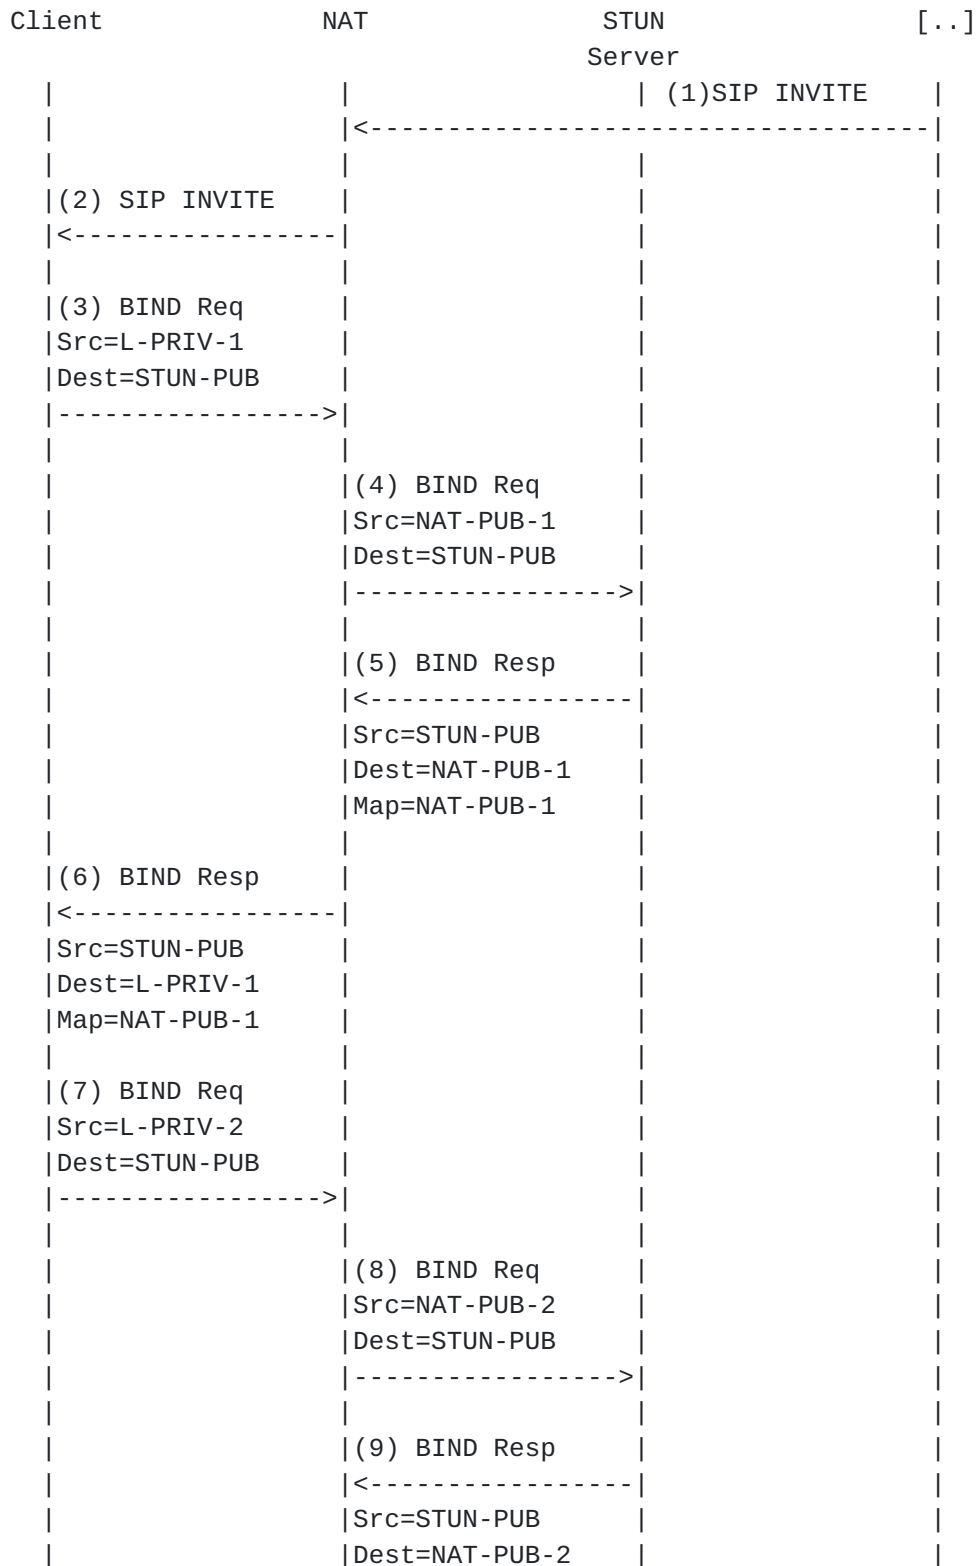 Client              NAT               STUN                [..]
                                     Server
  |                  |                  | (1)SIP INVITE    |
  |                  |<------------------------------------|
  |                  |                  |                  |
  |(2) SIP INVITE    |                  |                  |
  |<-----------------|                  |                  |
  |                  |                  |                  |
  |(3) BIND Req      |                  |                  |
  |Src=L-PRIV-1      |                  |                  |
  |Dest=STUN-PUB     |                  |                  |
  |----------------->|                  |                  |
  |                  |                  |                  |
  |                  |(4) BIND Req      |                  |
  |                  |Src=NAT-PUB-1     |                  |
  |                  |Dest=STUN-PUB     |                  |
  |                  |----------------->|                  |
  |                  |                  |                  |
  |                  |(5) BIND Resp     |                  |
  |                  |<-----------------|                  |
  |                  |Src=STUN-PUB      |                  |
  |                  |Dest=NAT-PUB-1    |                  |
  |                  |Map=NAT-PUB-1     |                  |
  |                  |                  |                  |
  |(6) BIND Resp     |                  |                  |
  |<-----------------|                  |                  |
  |Src=STUN-PUB      |                  |                  |
  |Dest=L-PRIV-1     |                  |                  |
  |Map=NAT-PUB-1     |                  |                  |
  |                  |                  |                  |
  |(7) BIND Req      |                  |                  |
  |Src=L-PRIV-2      |                  |                  |
  |Dest=STUN-PUB     |                  |                  |
  |----------------->|                  |                  |
  |                  |                  |                  |
  |                  |(8) BIND Req      |                  |
  |                  |Src=NAT-PUB-2     |                  |
  |                  |Dest=STUN-PUB     |                  |
  |                  |----------------->|                  |
  |                  |                  |                  |
  |                  |(9) BIND Resp     |                  |
  |                  |<-----------------|                  |
  |                  |Src=STUN-PUB      |                  |
  |                  |Dest=NAT-PUB-2    |                  |